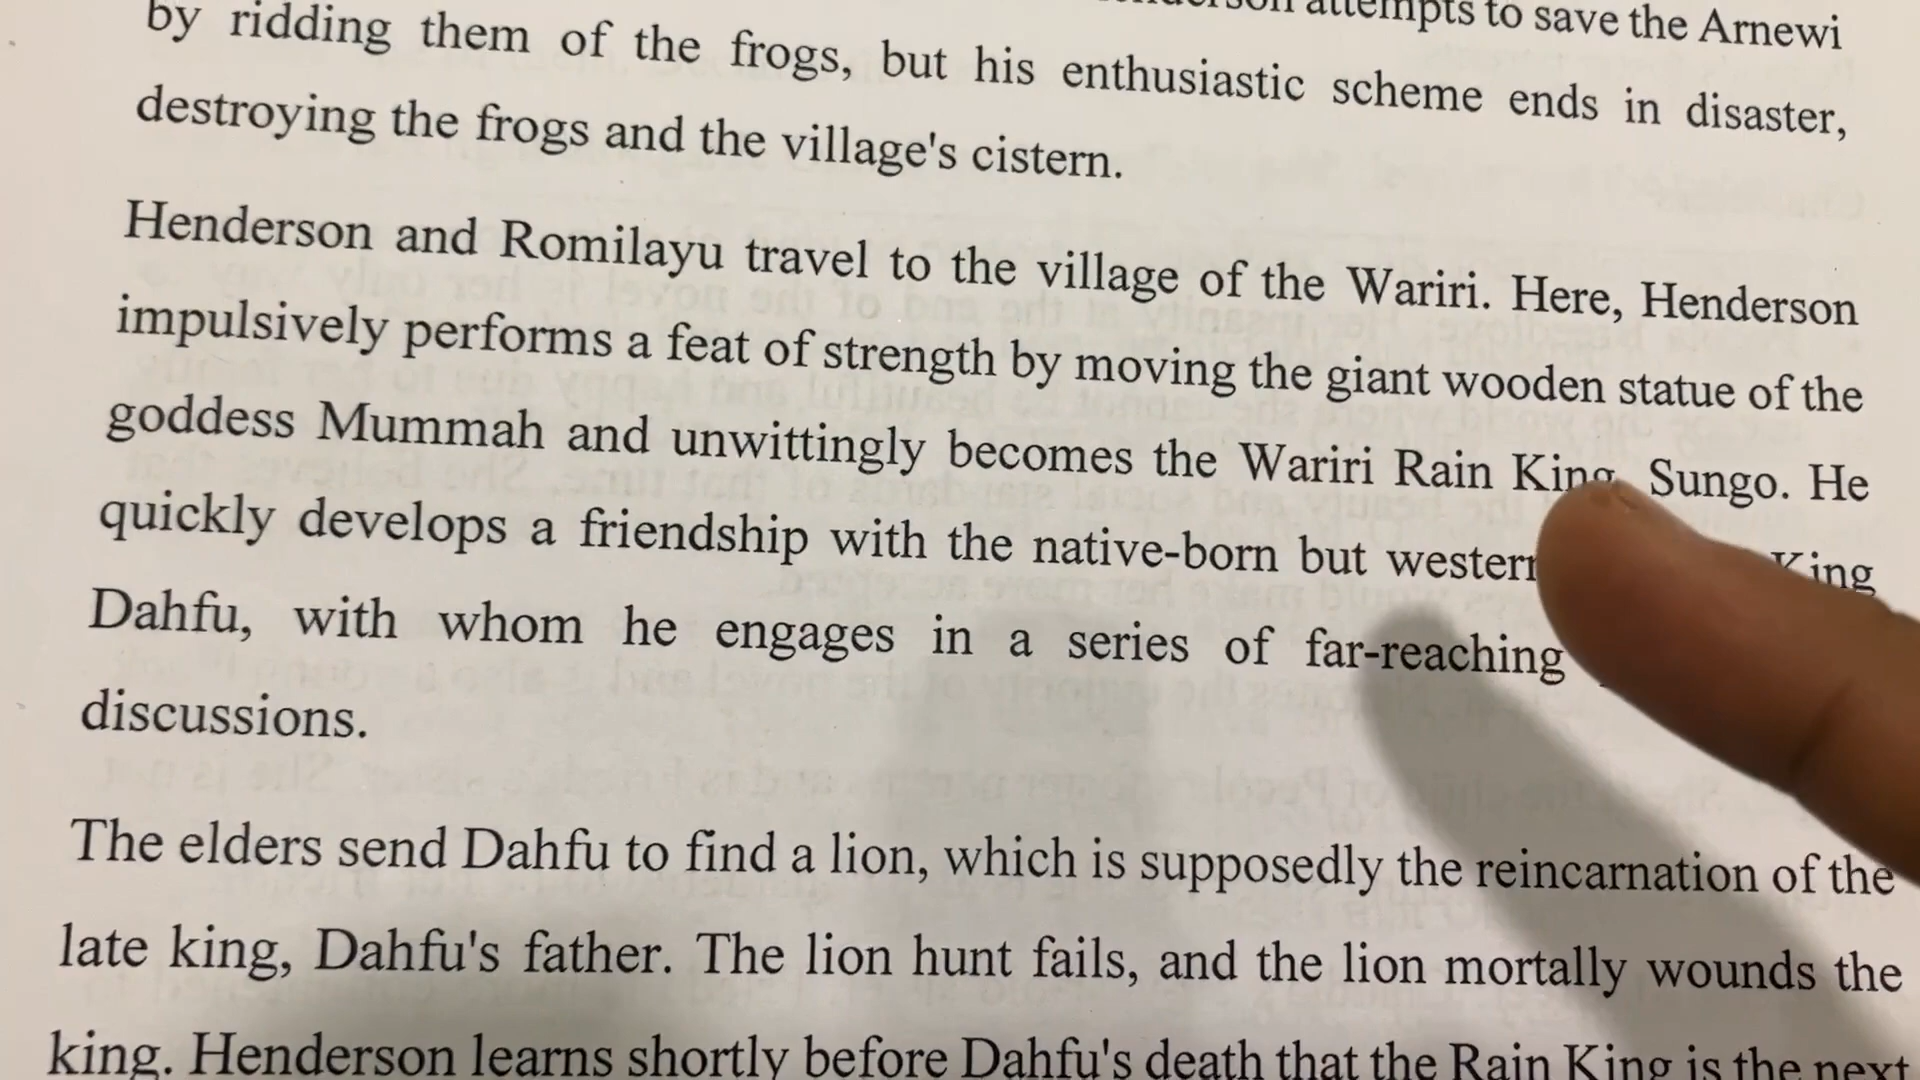 attempts to save the Arnewi
by ridding them of the frogs, but his enthusiastic scheme ends in disaster,
destroying the frogs and the village's cistern.
Henderson and Romilayu travel to the village of the Wariri. Here, Henderson
impulsively performs a feat of strength by moving the giant wooden statue of the
goddess Mummah and unwittingly becomes the Wariri Rain King, Sungo. He
quickly develops a friendship with the native-born but King
Dahfu, with whom he engages in a series of far-reaching
discussions.
The elders send Dahfu to find a lion, which is supposedly the reincarnation of the
late king, Dahfu's father. The lion hunt fails, and the lion mortally wounds the
king. Henderson learns shortly before Dahfu's death that the Rain King is the next